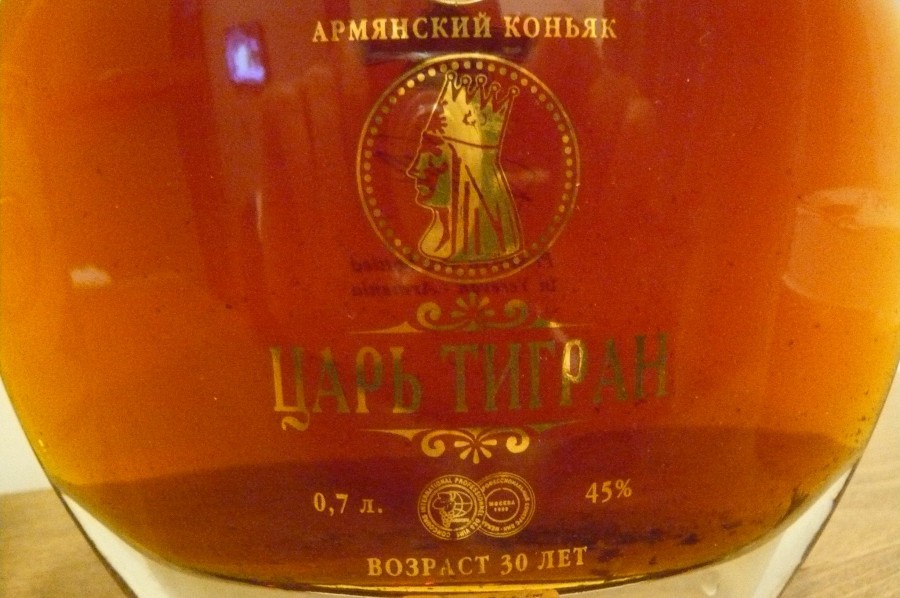 АРМЯНСКИЙ КОНЬЯК
ЦАРЬ ТИГРАН
0,7 л.
45%
ВОЗРАСТ 30 ЛЕТ